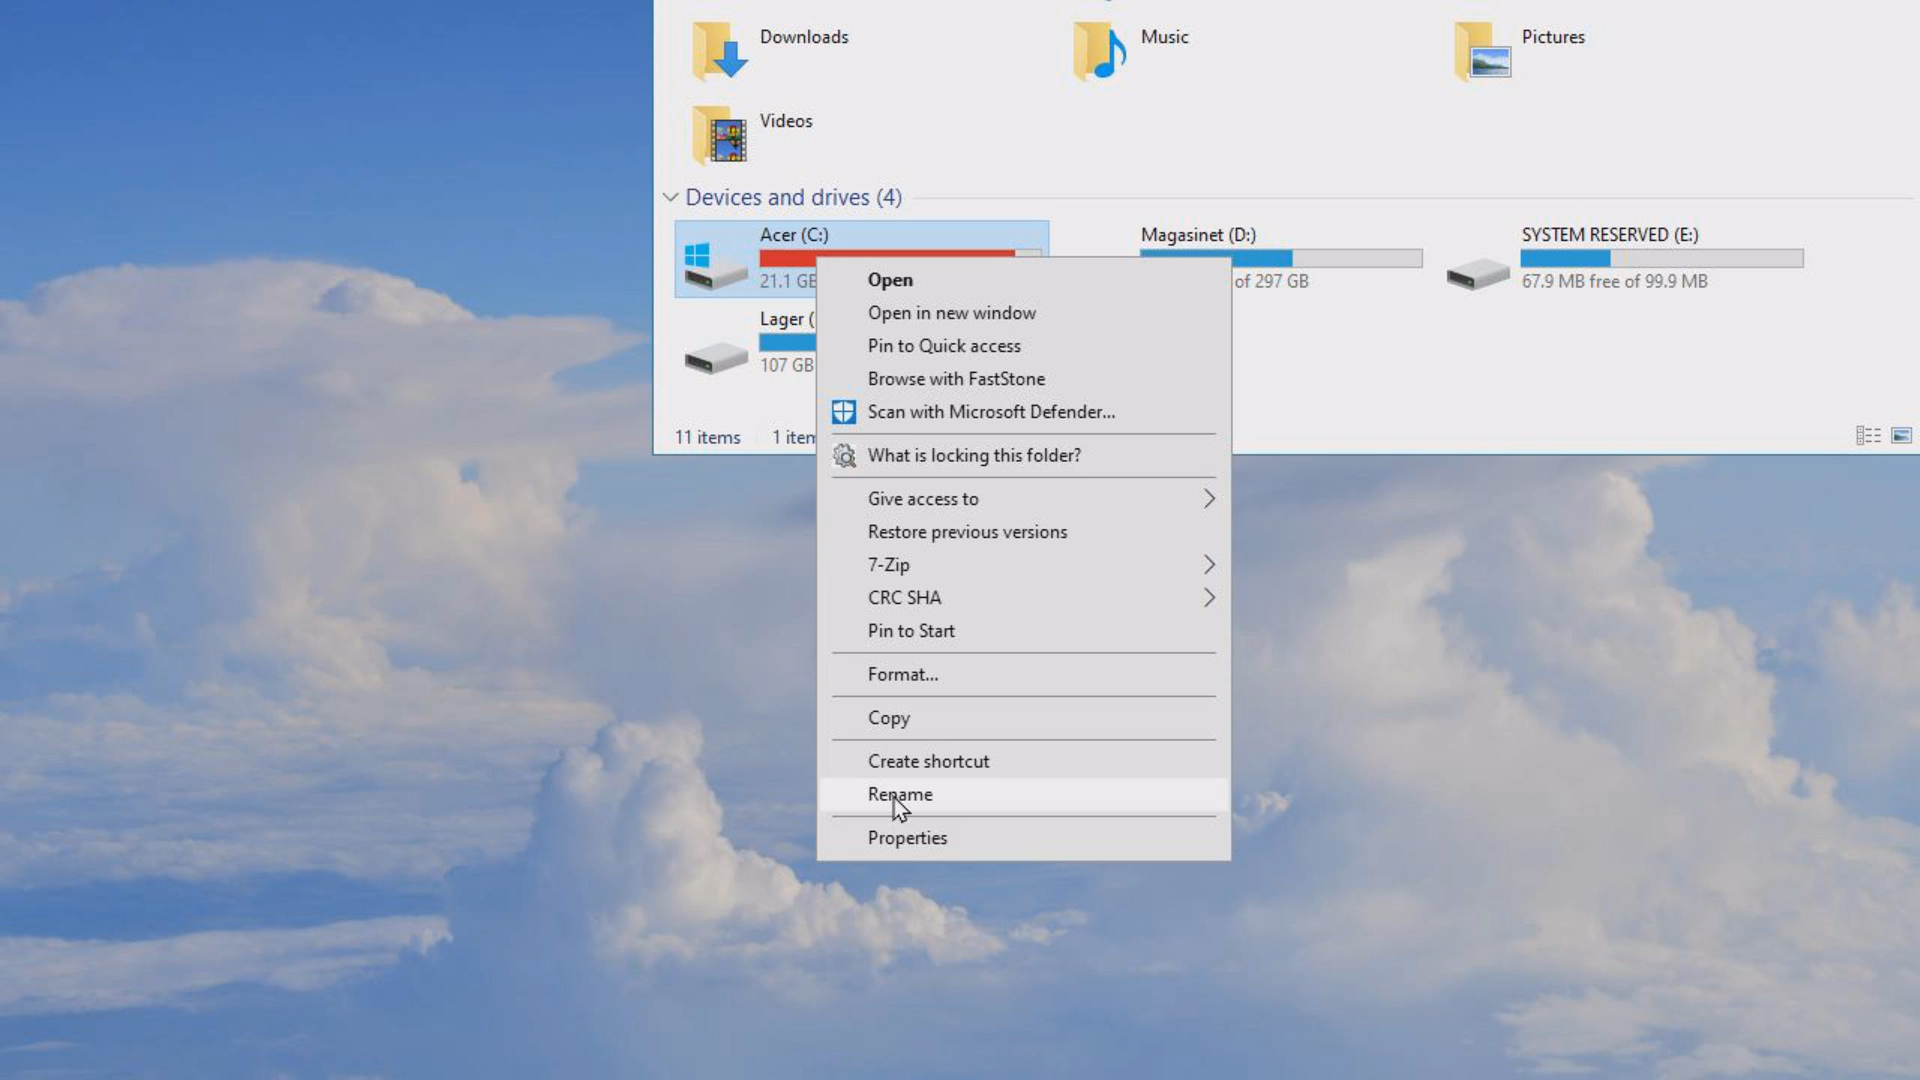 Downloads
Music
Pictures
Videos
Devices and drives (4)
Acer (C:)
21.1 GB
Magasinet (D:)
of 297 GB
SYSTEM RESERVED (E:)
67.9 MB free of 99.9 MB
Lager (
107 GB
11 items
1 item
Open
Open in new window
Pin to Quick access
Browse with FastStone
Scan with Microsoft Defender...
What is locking this folder?
Give access to
Restore previous versions
7-Zip
CRC SHA
Pin to Start
Format...
Copy
Create shortcut
Rename
Properties